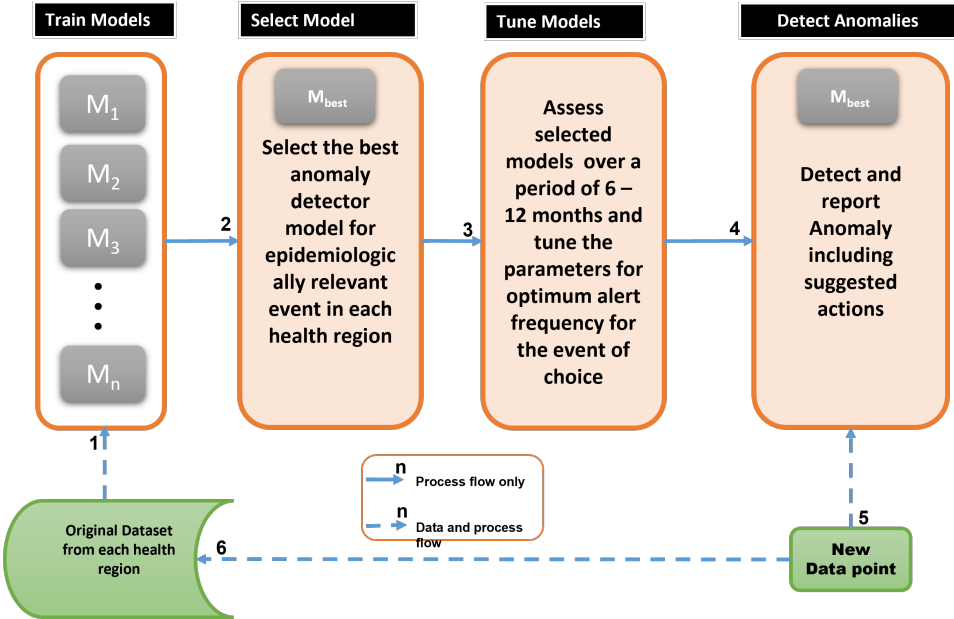 Train Models
Select Model
Tune Models
Detect Anomalies
M1
M2
M3
Mn
Mbest
Select the best
anomaly
detector
model for
epidemiologic
ally relevant
event in each
health region
Assess
selected
models over a
period of 6 –
12 months and
tune the
parameters for
optimum alert
frequency for
the event of
choice
Mbest
Detect and
report
Anomaly
including
suggested
actions
2
3
4
1
n
Process flow only
n
Data and process
flow
5
Original Dataset
from each health
region
6
New
Data point